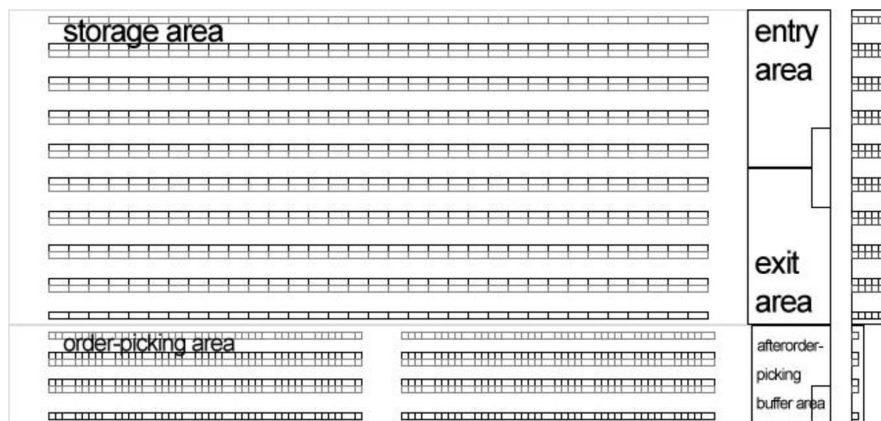 storage area
entry
area
exit
area
order-picking area
afterorder-
picking
buffer area